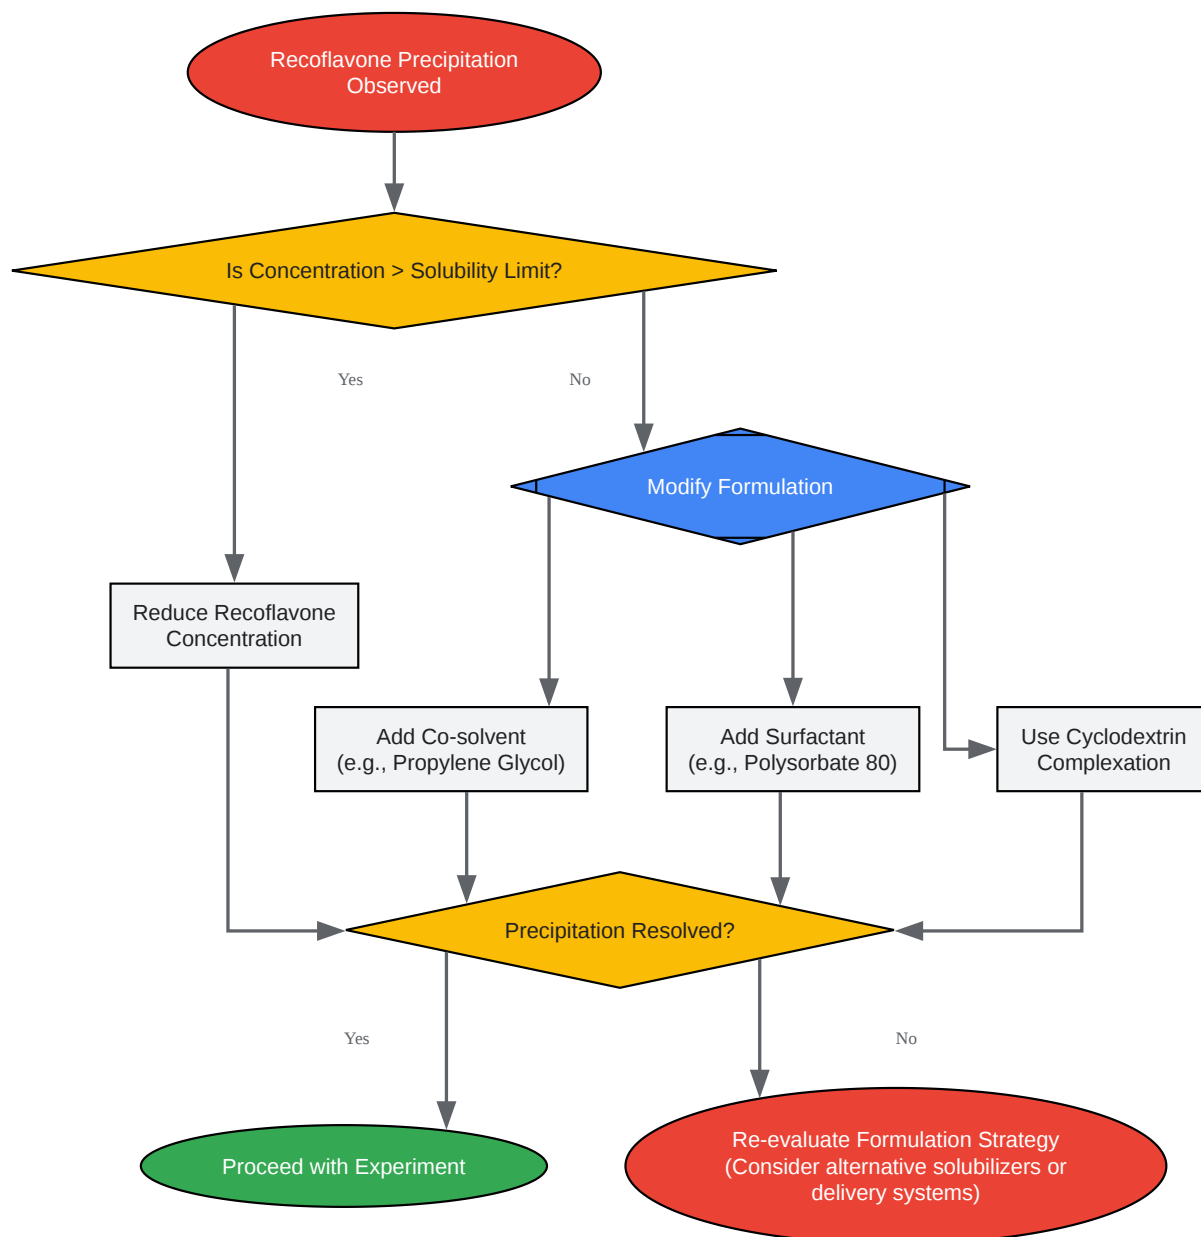 Recoflavone Precipitation
Observed
Is Concentration > Solubility Limit?
Yes
No
Modify Formulation
Reduce Recoflavone
Concentration
Add Co-solvent
(e.g., Propylene Glycol)
Add Surfactant
(e.g., Polysorbate 80)
Use Cyclodextrin
Complexation
Precipitation Resolved?
Yes
No
Proceed with Experiment
Re-evaluate Formulation Strategy
(Consider alternative solubilizers or
delivery systems)